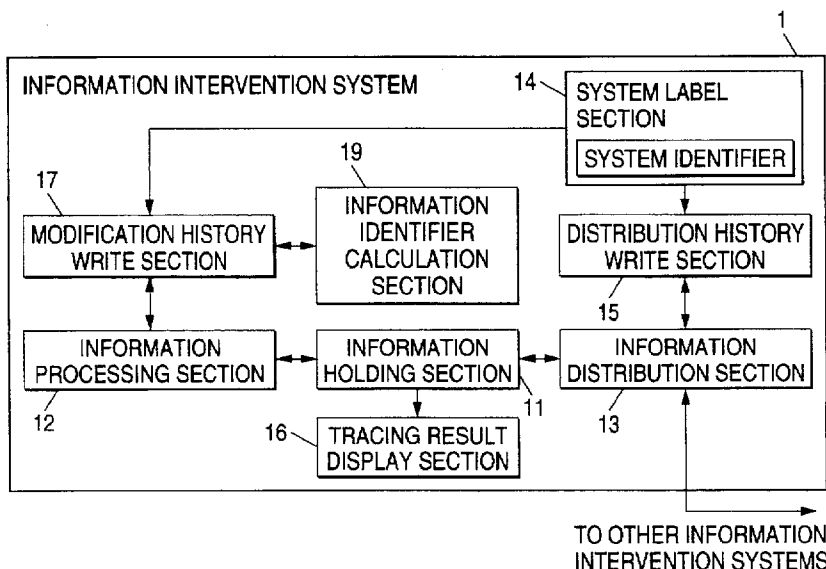 1
INFORMATION INTERVENTION SYSTEM
14
SYSTEM LABEL
SECTION
SYSTEM IDENTIFIER
17
MODIFICATION HISTORY
WRITE SECTION
19
INFORMATION
IDENTIFIER
CALCULATION
SECTION
DISTRIBUTION HISTORY
WRITE SECTION
15
INFORMATION
PROCESSING SECTION
12
INFORMATION
HOLDING SECTION
11
INFORMATION
DISTRIBUTION SECTION
13
16
TRACING RESULT
DISPLAY SECTION
TO OTHER INFORMATION
INTERVENTION SYSTEMS